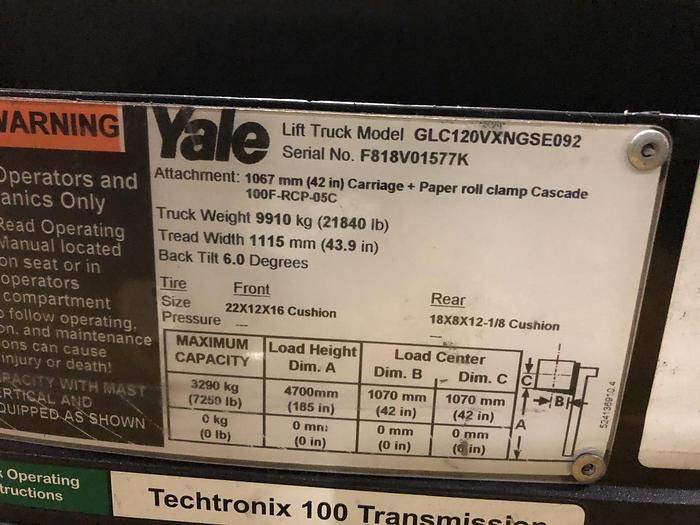 WARNING
Operators and
anics Only
Read Operating
Manual located
on seat or in
operators
compartment
o follow operating,
on, and maintenance
ons can cause
injury or death!
CAPACITY WITH MAST
VERTICAL AND
EQUIPPED AS SHOWN
Operating
tructions
Yale
Lift Truck Model GLC120VXNGSE092
Serial No. F818V01577K
Attachment: 1067 mm (42 in) Carriage + Paper roll clamp Cascade
100F-RCP-05C
Truck Weight 9910 kg (21840 lb)
Tread Width 1115 mm (43.9 in)
Back Tilt 6.0 Degrees
Tire Front Rear
Size 22X12X16 Cushion 18X8X12-1/8 Cushion
Pressure --- ---
MAXIMUM CAPACITY Load Height Dim. A Load Center Dim. B Dim. C
3290 kg 4700mm 1070 mm 1070 mm
(7250 lb) (185 in) (42 in) (42 in)
0 kg 0 mm 0 mm 0 mm
(0 lb) (0 in) (0 in) (0 in)
C
B
A
524136910.4
Techtronix 100 Transmission